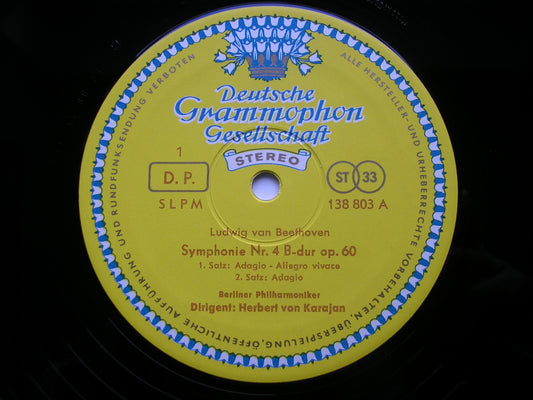 Deutsche
Grammophon
Gesellschaft
STEREO
1
D. P.
SLPM
ST 33
138 803 A
Ludwig van Beethoven
Symphonie Nr. 4 B-dur op. 60
1. Satz: Adagio - Allegro vivace
2. Satz: Adagio
Berliner Philharmoniker
Dirigent: Herbert von Karajan
ALLE HERSTELLER- UND URHEBERRECHTE VORBEHALTEN, ÜBERSPIELUNG, ÖFFENTLICHE AUFFÜHRUNG UND RUNDFUNKSENDUNG VERBOTEN